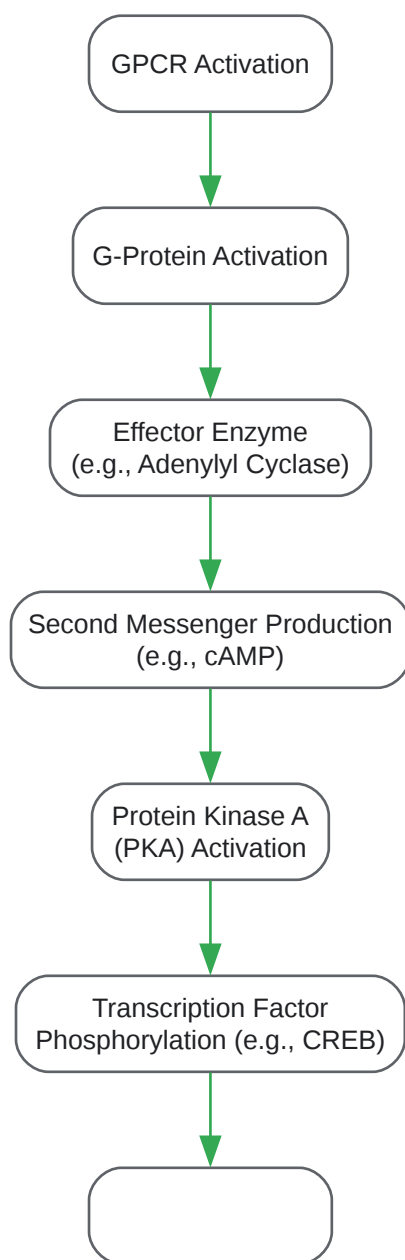 GPCR Activation
G-Protein Activation
Effector Enzyme
(e.g., Adenylyl Cyclase)
Second Messenger Production
(e.g., cAMP)
Protein Kinase A
(PKA) Activation
Transcription Factor
Phosphorylation (e.g., CREB)